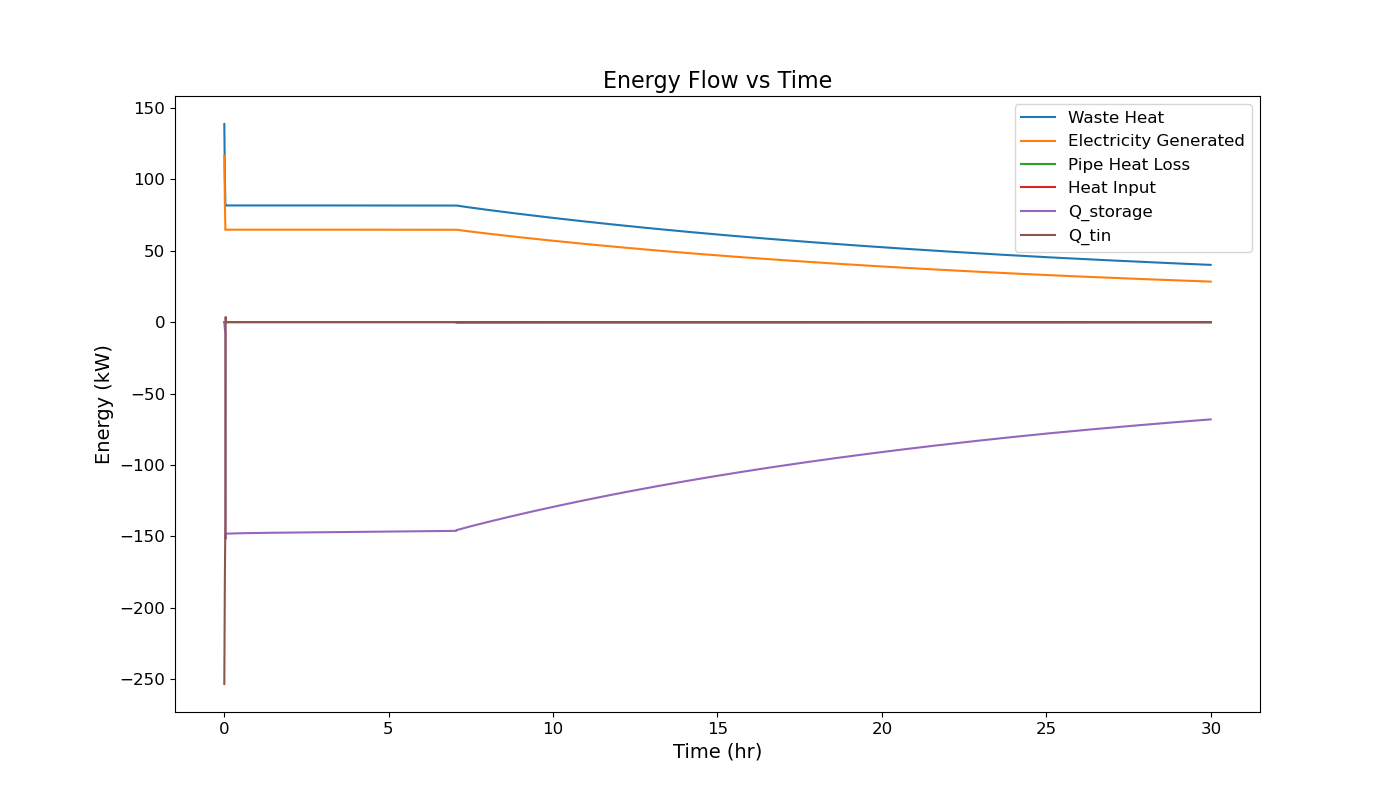 Energy Flow vs Time
150
100
50
0
−50
−100
−150
−200
−250
Energy (kW)
Waste Heat
Electricity Generated
Pipe Heat Loss
Heat Input
Q_storage
Q_tin
0 5 10 15 20 25 30
Time (hr)